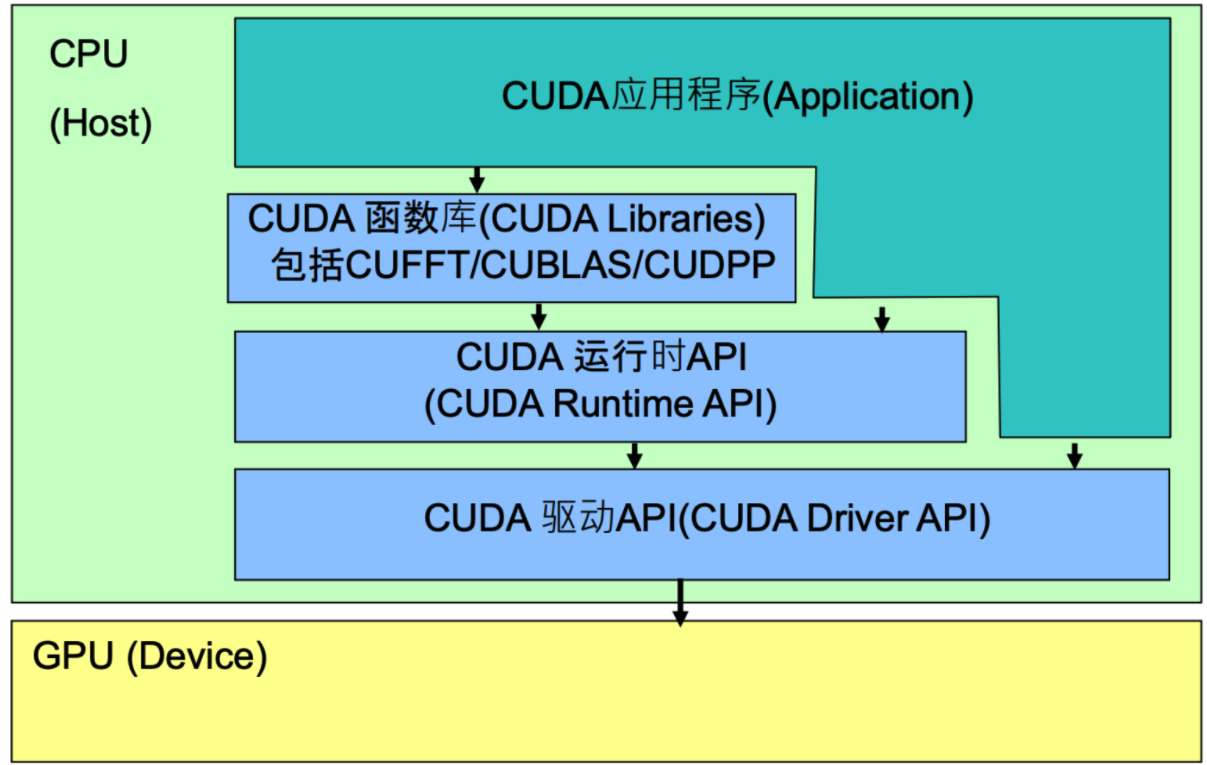 CPU
(Host)
CUDA应用程序(Application)
CUDA 函数库(CUDA Libraries)
包括CUFFT/CUBLAS/CUDPP
CUDA 运行时API
(CUDA Runtime API)
CUDA 驱动API(CUDA Driver API)
GPU (Device)